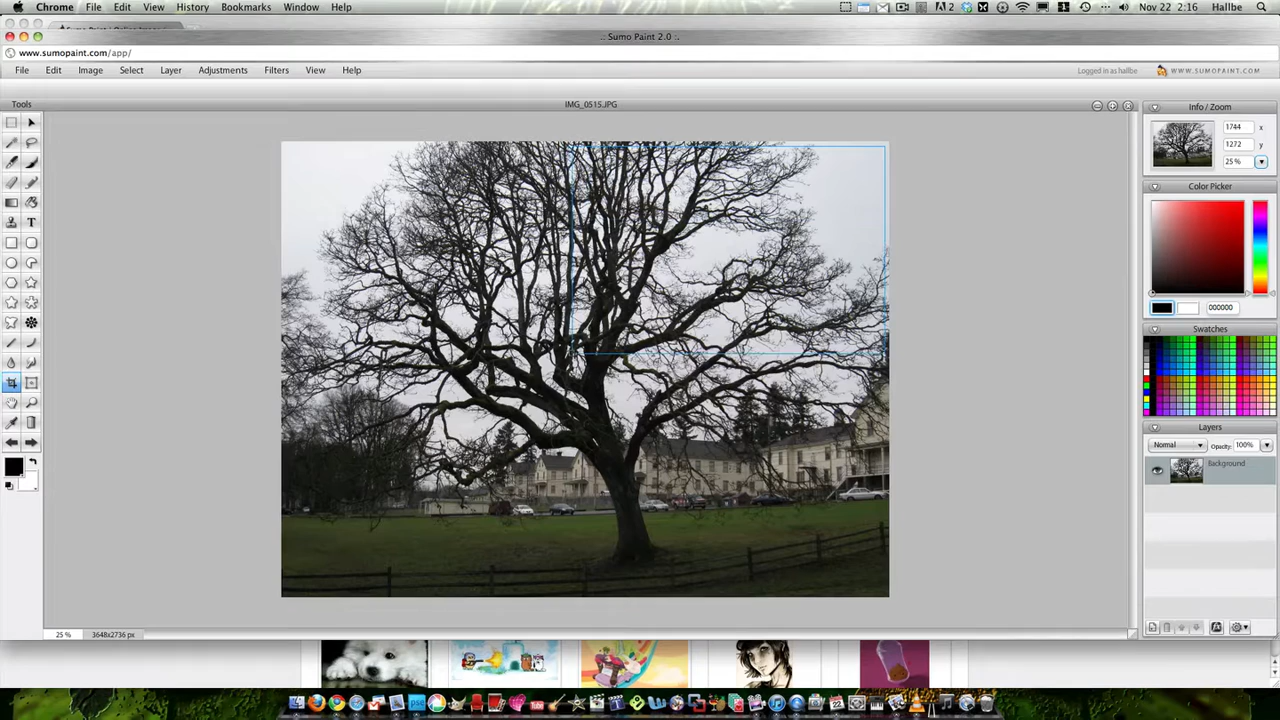 Chrome File Edit View History Bookmarks Window Help
2 Nov 22 2:16 Hallbe
.: Sumo Paint 2.0 :.
www.sumopaint.com/app/
File Edit Image Select Layer Adjustments Filters View Help
Logged in as hallbe WWW.SUMOPAINT.COM
Tools
IMG_0515.JPG
Info / Zoom
1744 x
1272 y
25 %
Color Picker
T
000000
Swatches
Layers
Normal Opacity: 100%
Background
25 % 3648x2736 px